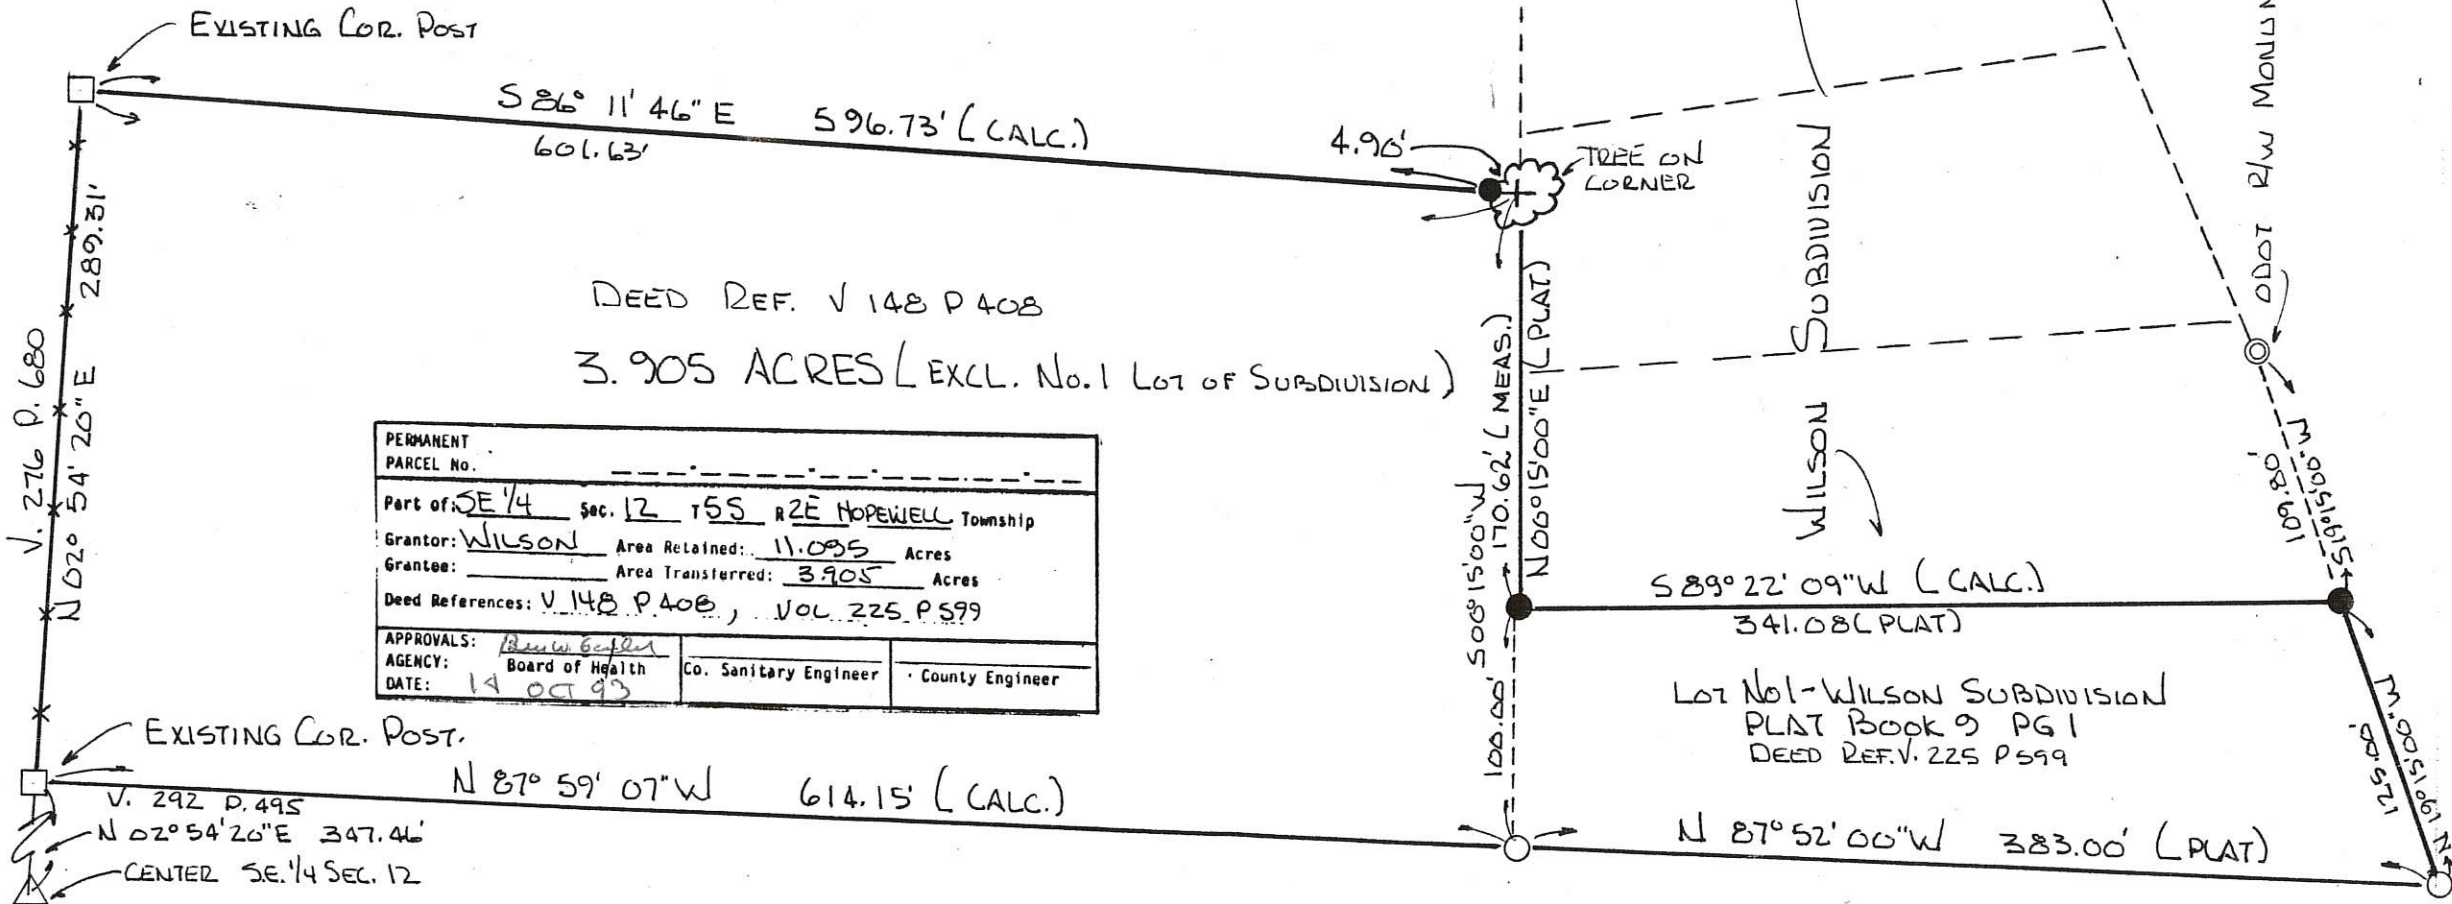 EXISTING COR. POST
S 86° 11' 46" E 596.73' (CALC.)
601.63'
4.90'
TREE ON
CORNER
ODOT R/W
V. 276 P. 680
N 02° 54' 20" E 289.31'
DEED REF. V 148 P 408
3.905 ACRES (EXCL. No. 1 LOT OF SUBDIVISION)
S 00°15'00"W 170.62' (MEAS.)
N 00°15'00"E (PLAT)
100.00'
WILSON SUBDIVISION
S 19°15'00" W
109.80'
PERMANENT
PARCEL No.
Part of: SE 1/4 Sec. 12 T 5S R 2E HOPEWELL Township
Grantor: WILSON Area Retained: 11.095 Acres
Grantee: Area Transferred: 3.905 Acres
Deed References: V 148 P 408, VOL 225 P 599
APPROVALS:
AGENCY: Board of Health Co. Sanitary Engineer County Engineer
DATE: 14 OCT 93
S 89° 22' 09" W (CALC.)
341.08 (PLAT)
LOT No1 - WILSON SUBDIVISION
PLAT BOOK 9 PG 1
DEED REF. V. 225 P 599
N 19°15'00" W
125.00'
EXISTING COR. POST.
N 87° 59' 07" W 614.15' (CALC.)
V. 292 P. 495
N 02° 54' 20" E 347.46'
CENTER S.E. 1/4 SEC. 12
N 87° 52' 00" W 383.00' (PLAT)